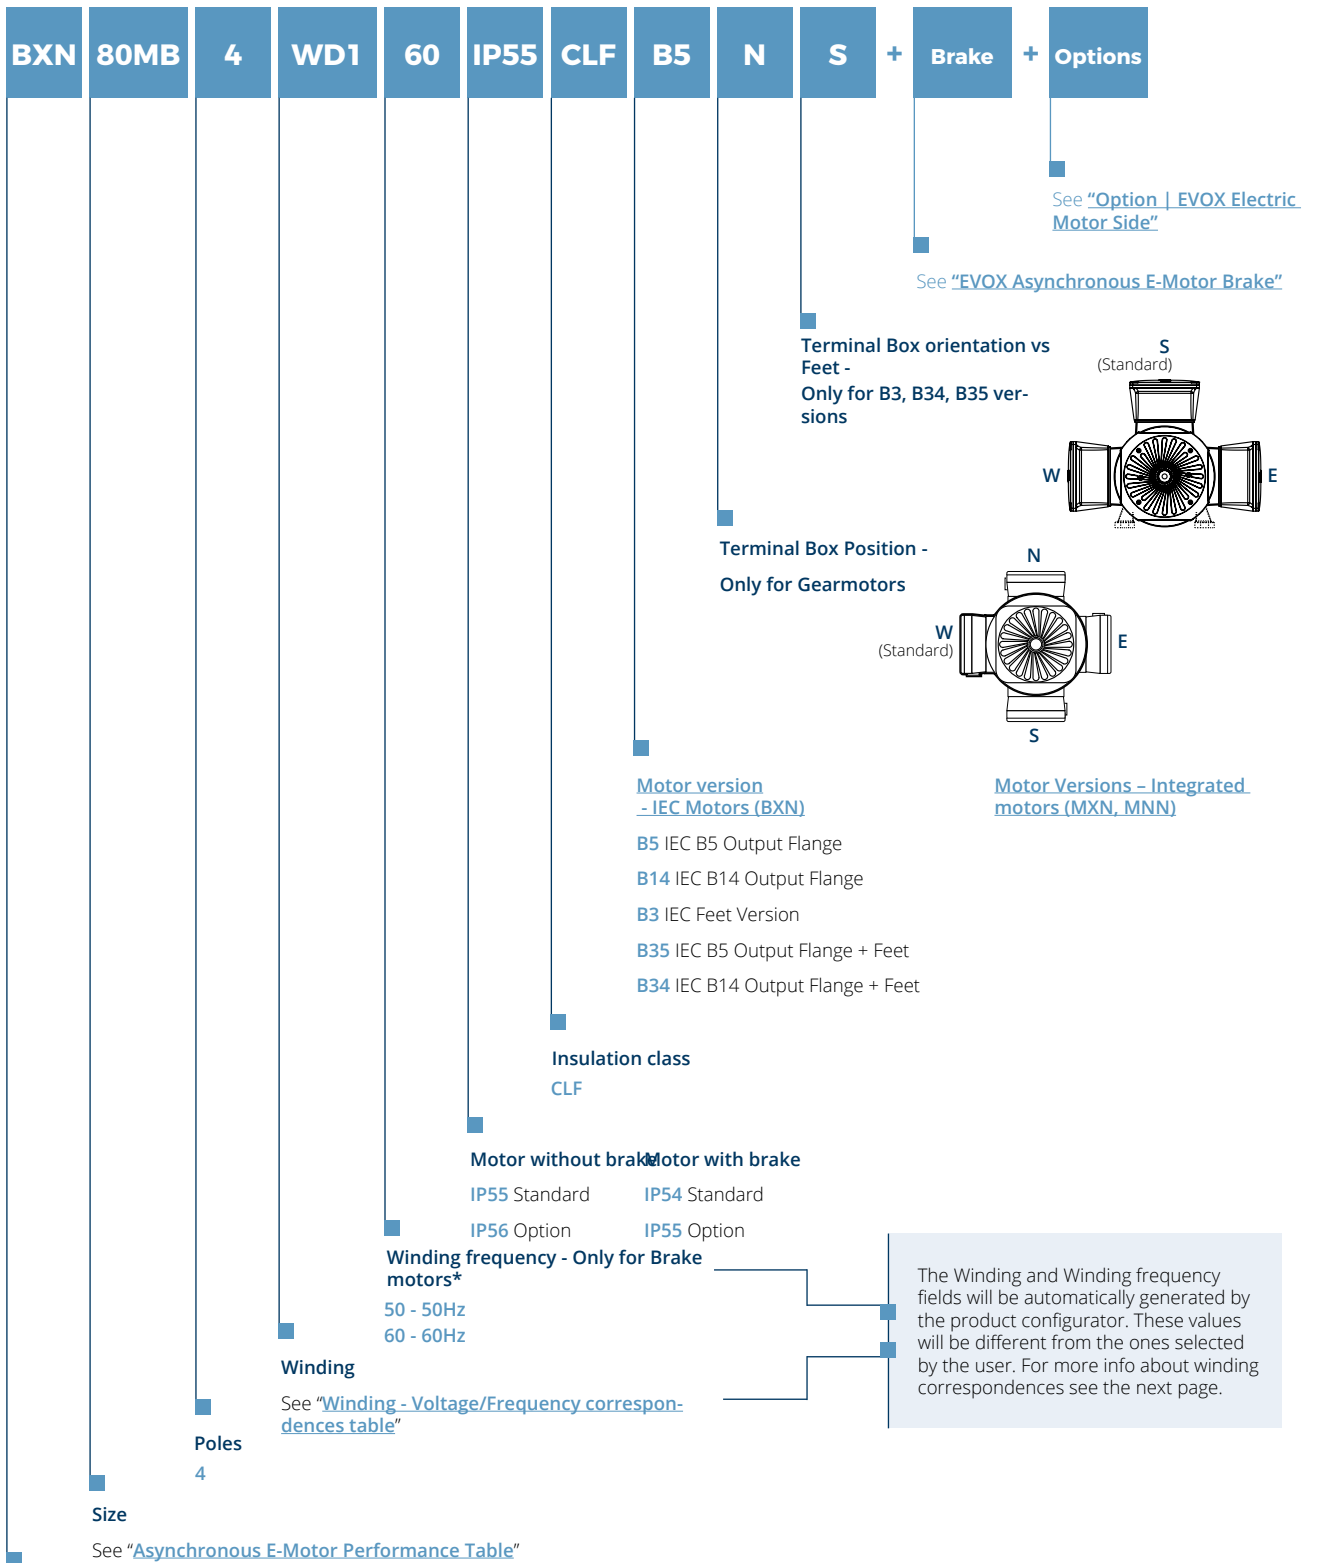 BXN 80MB 4 WD1 60 IP55 CLF B5 N S + Brake + Options
See “Option | EVOX Electric
Motor Side”
See “EVOX Asynchronous E-Motor Brake”
Terminal Box orientation vs
Feet -
Only for B3, B34, B35 ver-
sions
S
(Standard)
W
E
Terminal Box Position -
Only for Gearmotors
N
W
(Standard)
E
S
Motor version
- IEC Motors (BXN)
B5 IEC B5 Output Flange
B14 IEC B14 Output Flange
B3 IEC Feet Version
B35 IEC B5 Output Flange + Feet
B34 IEC B14 Output Flange + Feet
Motor Versions – Integrated
motors (MXN, MNN)
Insulation class
CLF
Motor without brake
IP55 Standard
IP56 Option
Motor with brake
IP54 Standard
IP55 Option
Winding frequency - Only for Brake
motors*
50 - 50Hz
60 - 60Hz
The Winding and Winding frequency
fields will be automatically generated by
the product configurator. These values
will be different from the ones selected
by the user. For more info about winding
correspondences see the next page.
Winding
See “Winding - Voltage/Frequency correspon-
dences table”
Poles
4
Size
See “Asynchronous E-Motor Performance Table”